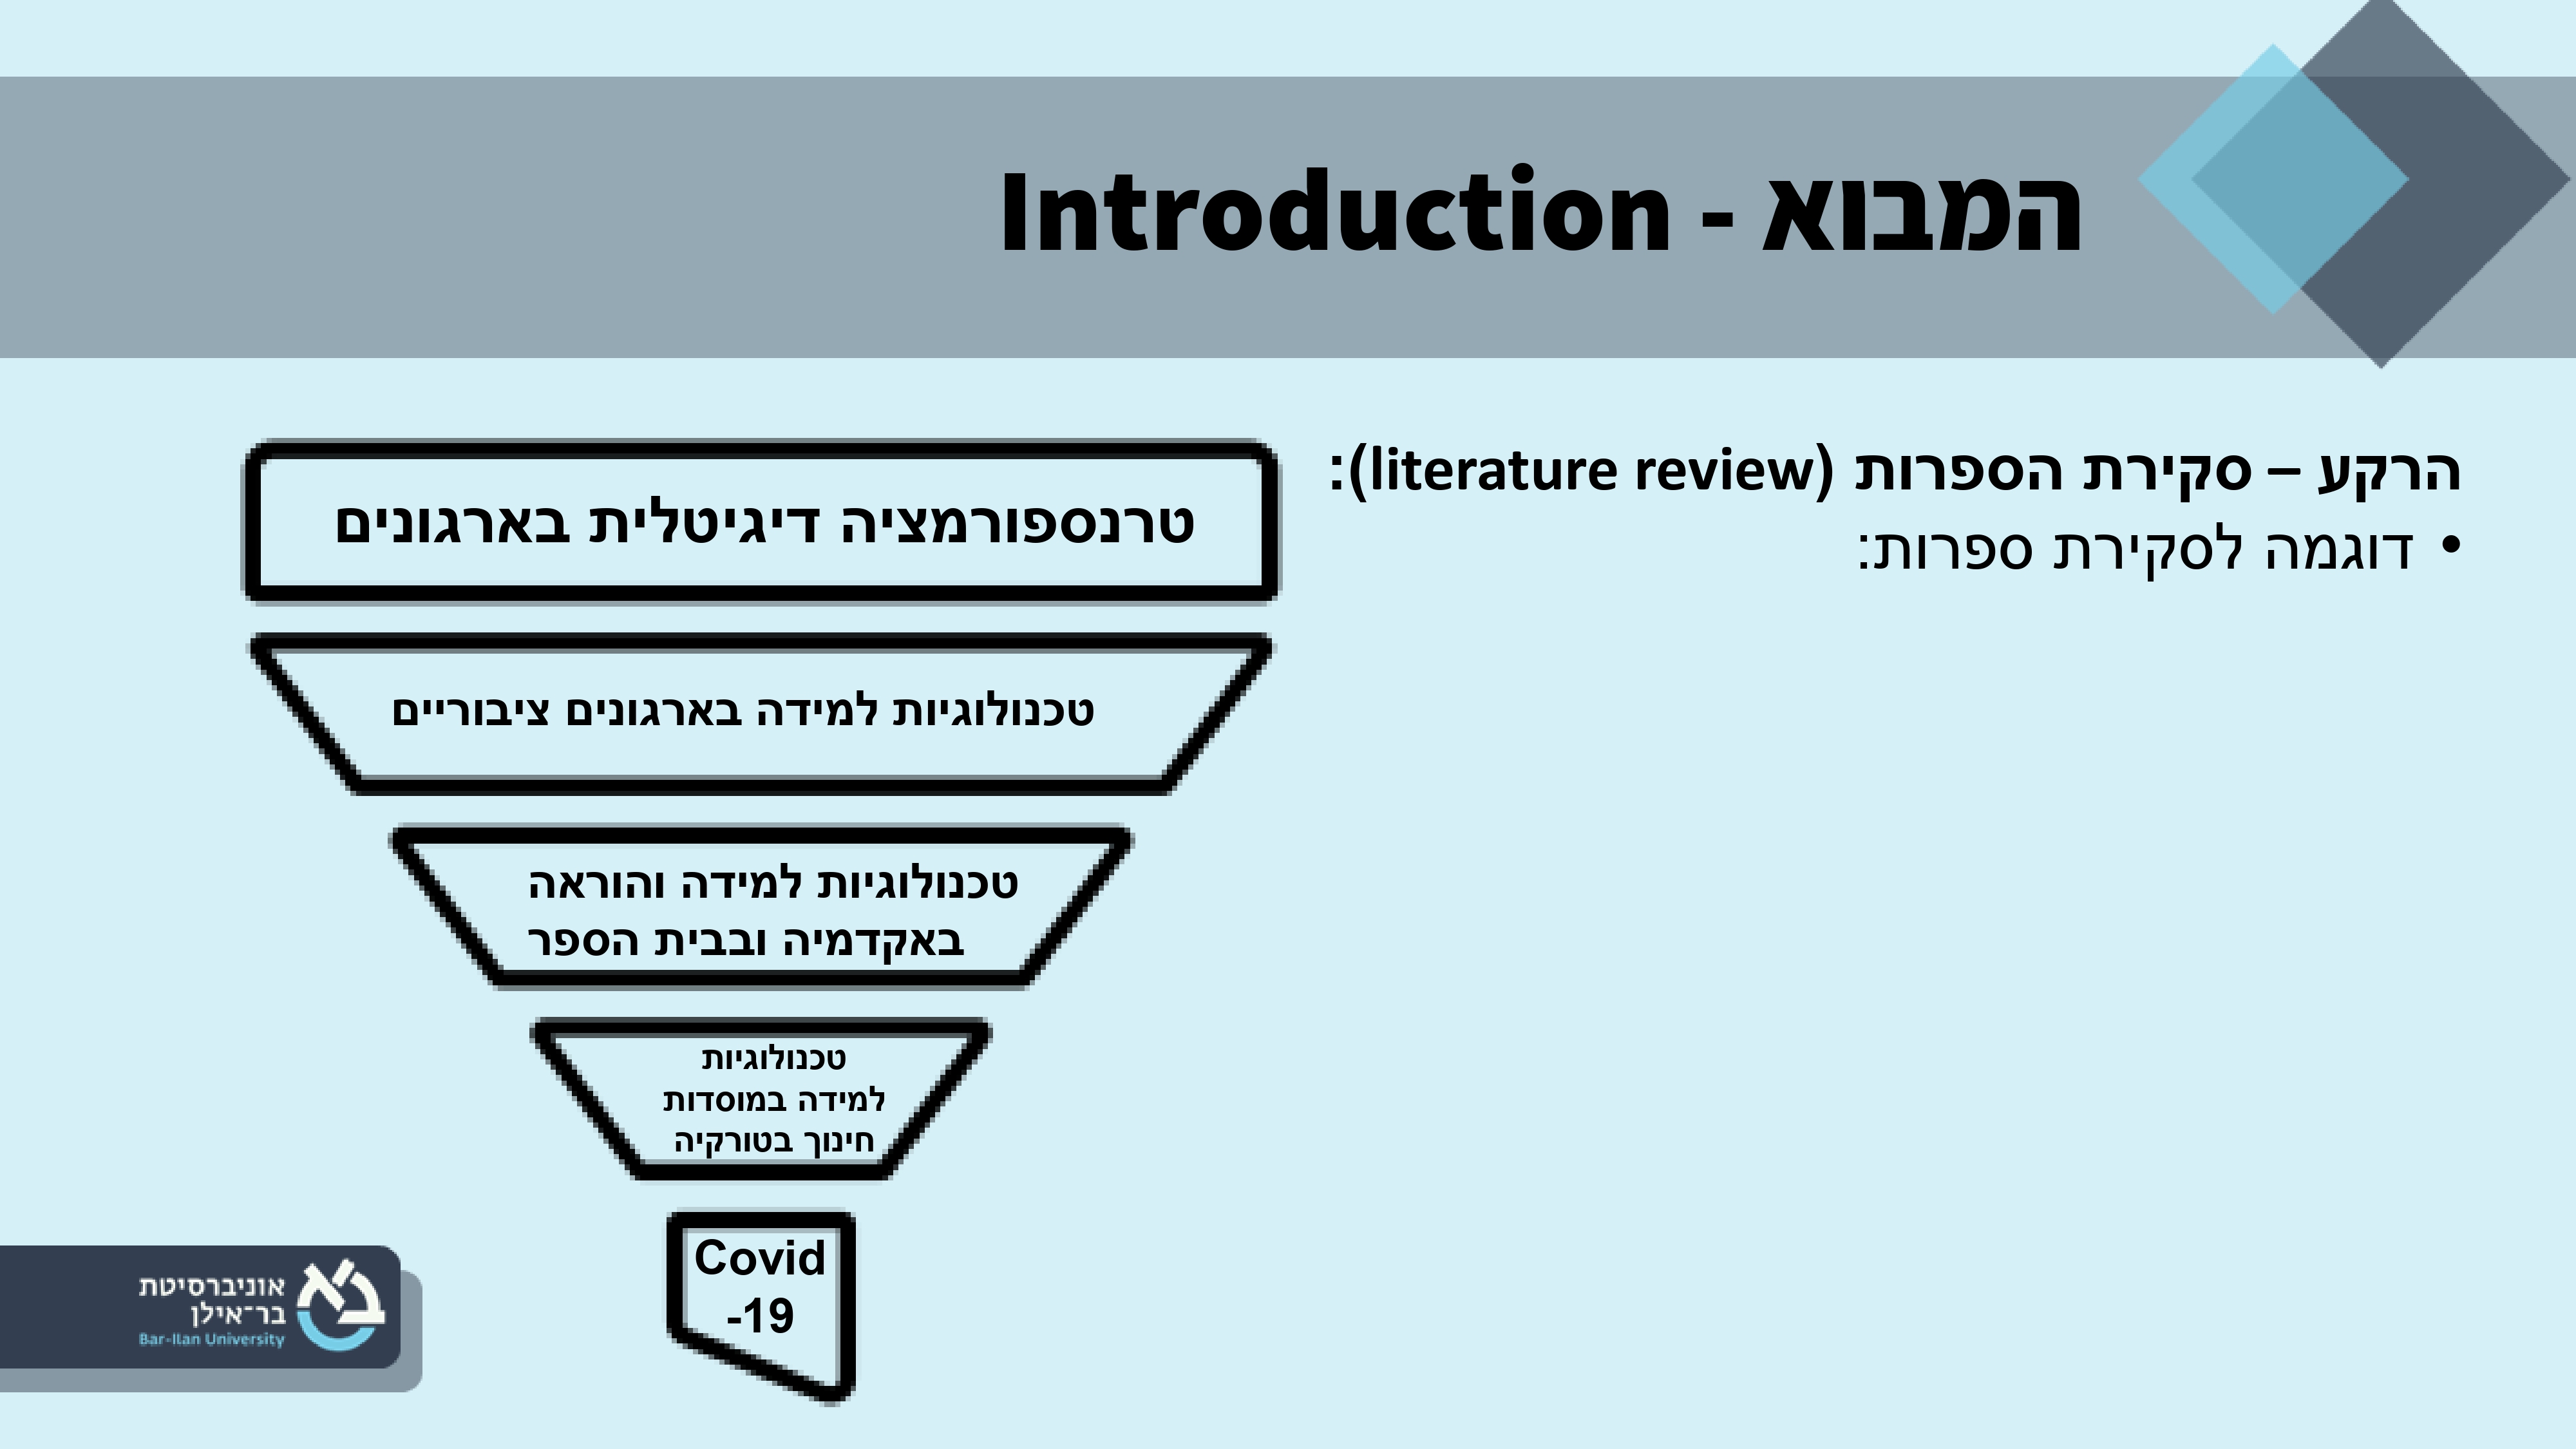 המבוא - Introduction
הרקע – סקירת הספרות (literature review):
• דוגמה לסקירת ספרות:
טרנספורמציה דיגיטלית בארגונים
טכנולוגיות למידה בארגונים ציבוריים
טכנולוגיות למידה והוראה
באקדמיה ובבית הספר
טכנולוגיות
למידה במוסדות
חינוך בטורקיה
Covid
-19
אוניברסיטת
בר־אילן
Bar-Ilan University